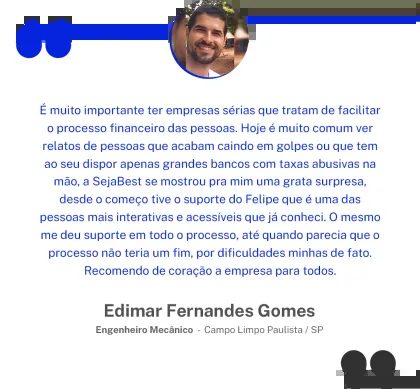 É muito importante ter empresas sérias que tratam de facilitar
o processo financeiro das pessoas. Hoje é muito comum ver
relatos de pessoas que acabam caindo em golpes ou que tem
ao seu dispor apenas grandes bancos com taxas abusivas na
mão, a SejaBest se mostrou pra mim uma grata surpresa,
desde o começo tive o suporte do Felipe que é uma das
pessoas mais interativas e acessíveis que já conheci. O mesmo
me deu suporte em todo o processo, até quando parecia que o
processo não teria um fim, por dificuldades minhas de fato.
Recomendo de coração a empresa para todos.
Edimar Fernandes Gomes
Engenheiro Mecânico - Campo Limpo Paulista / SP